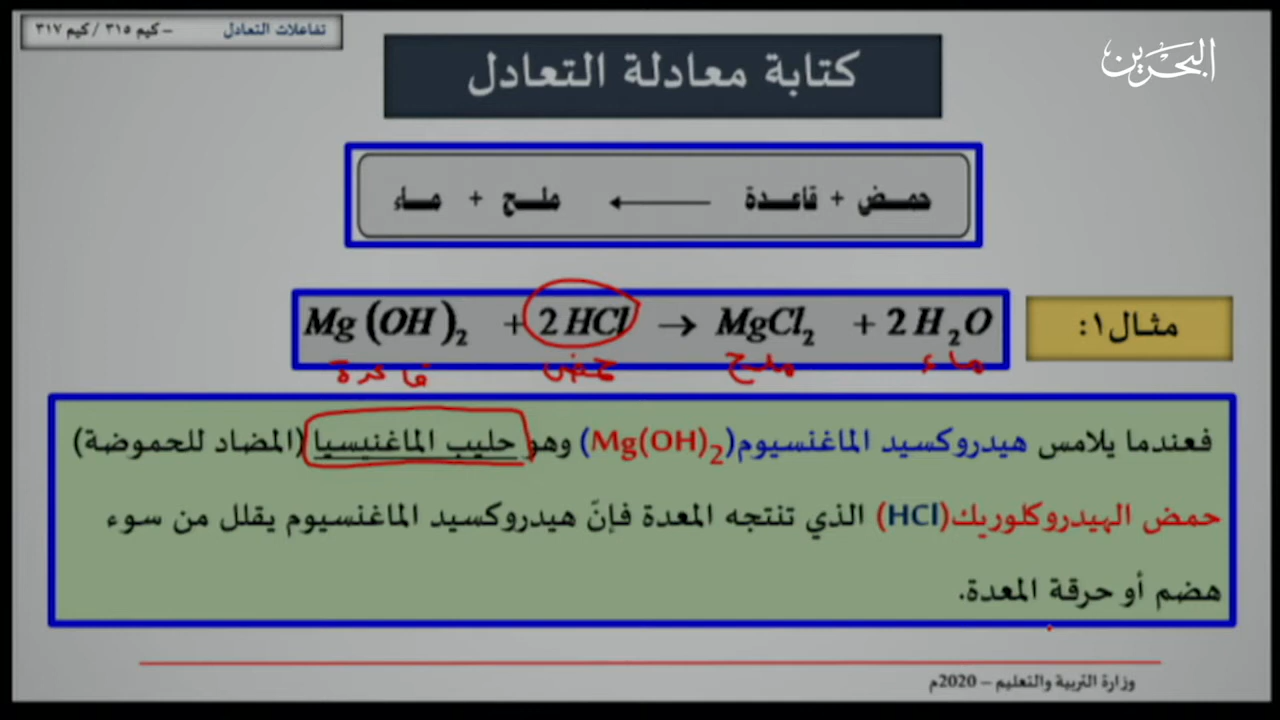 تفاعلات التعادل – كيم ٣١٥ / كيم ٣١٧
البحرين
كتابة معادلة التعادل
حمض + قاعدة ← ملح + ماء
مثال١:
Mg(OH)₂ + 2HCl → MgCl₂ + 2H₂O
قاعدة حمض ملح ماء
فعندما يلامس هيدروكسيد الماغنسيوم(Mg(OH)₂) وهو حليب الماغنيسيا (المضاد للحموضة)
حمض الهيدروكلوريك(HCl) الذي تنتجه المعدة فإنّ هيدروكسيد الماغنسيوم يقلل من سوء
هضم أو حرقة المعدة.
وزارة التربية والتعليم – 2020م